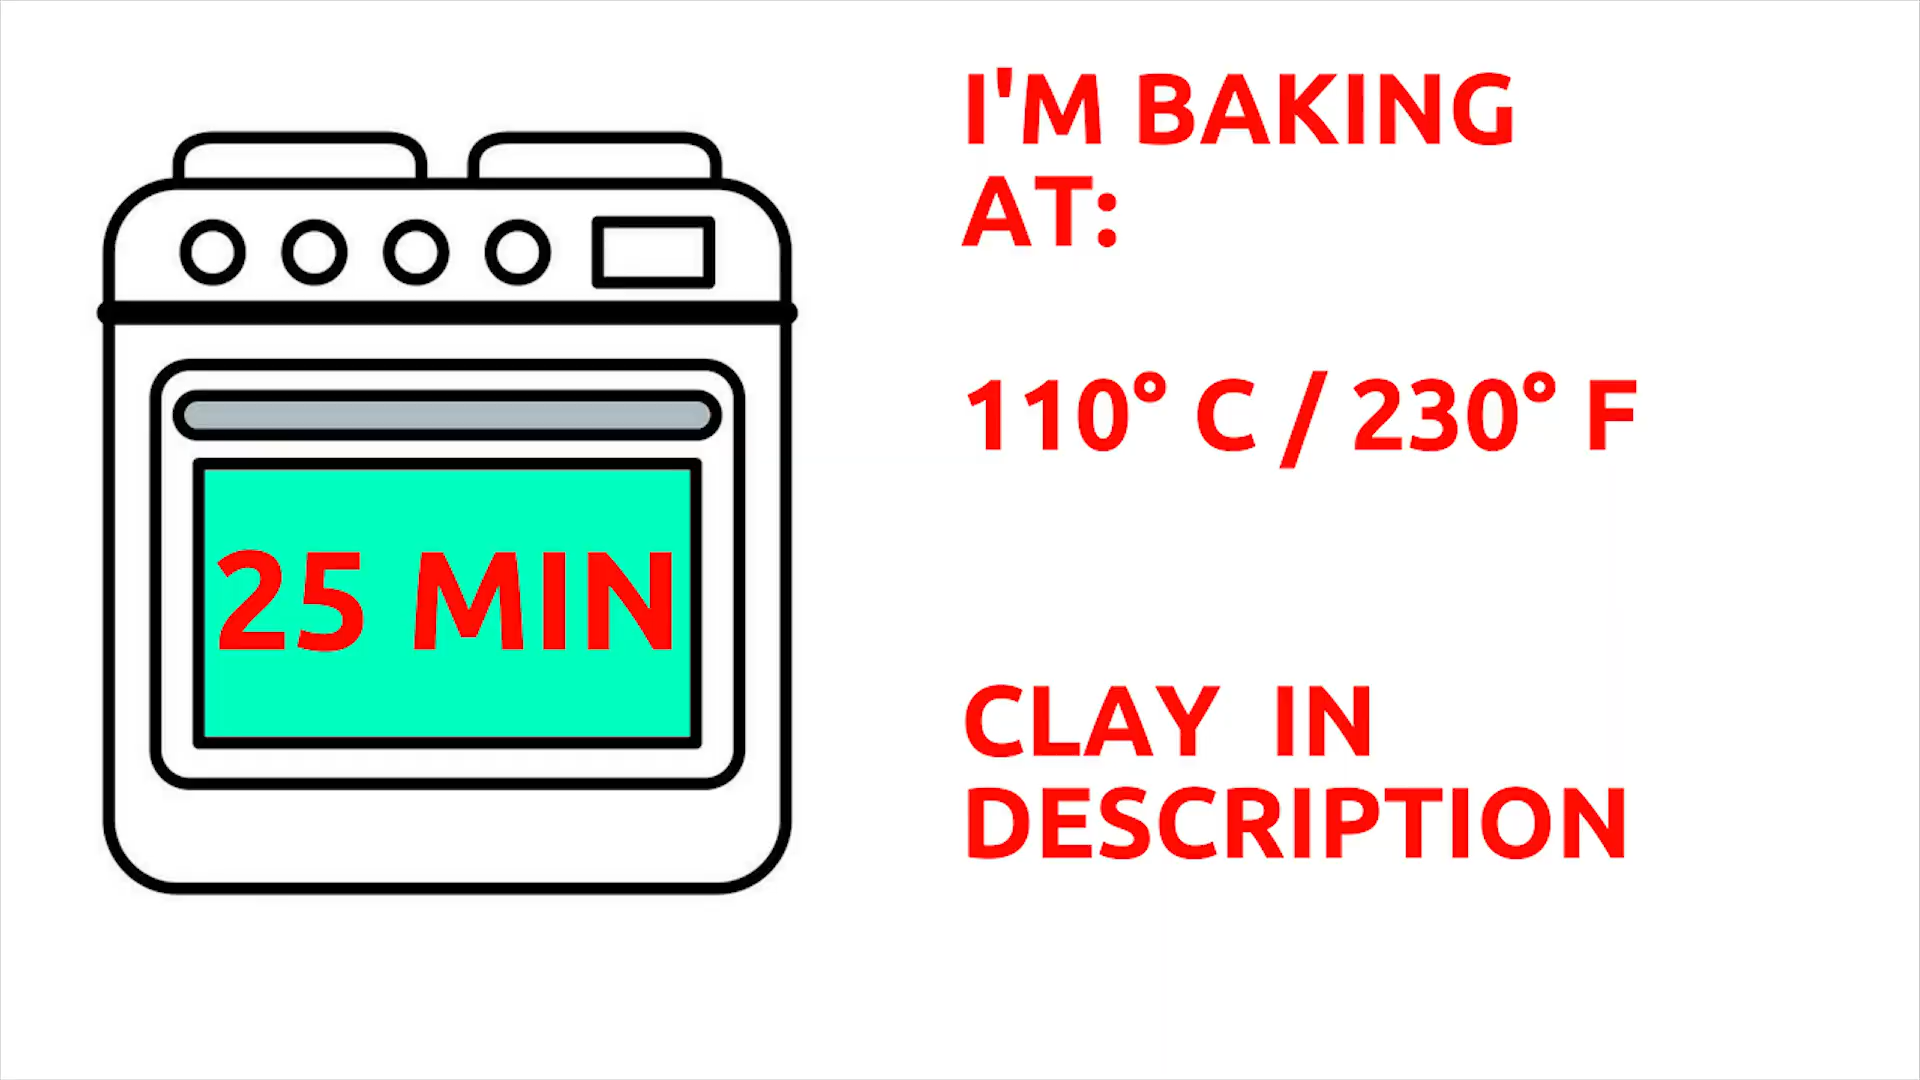 I'M BAKING
AT:
110° C / 230° F
25 MIN
CLAY IN
DESCRIPTION